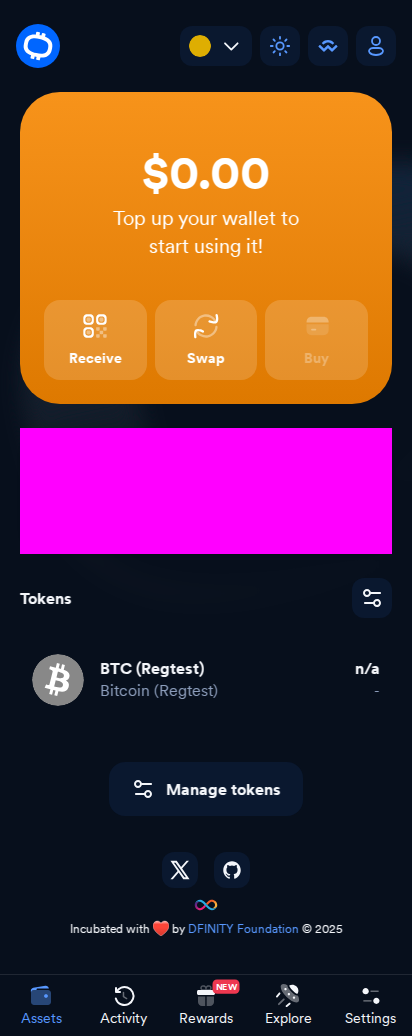 $0.00
Top up your wallet to
start using it!
Receive
Swap
Buy
Tokens
BTC (Regtest)
n/a
Bitcoin (Regtest)
-
Manage tokens
Incubated with ❤️ by DFINITY Foundation © 2025
NEW
Assets
Activity
Rewards
Explore
Settings